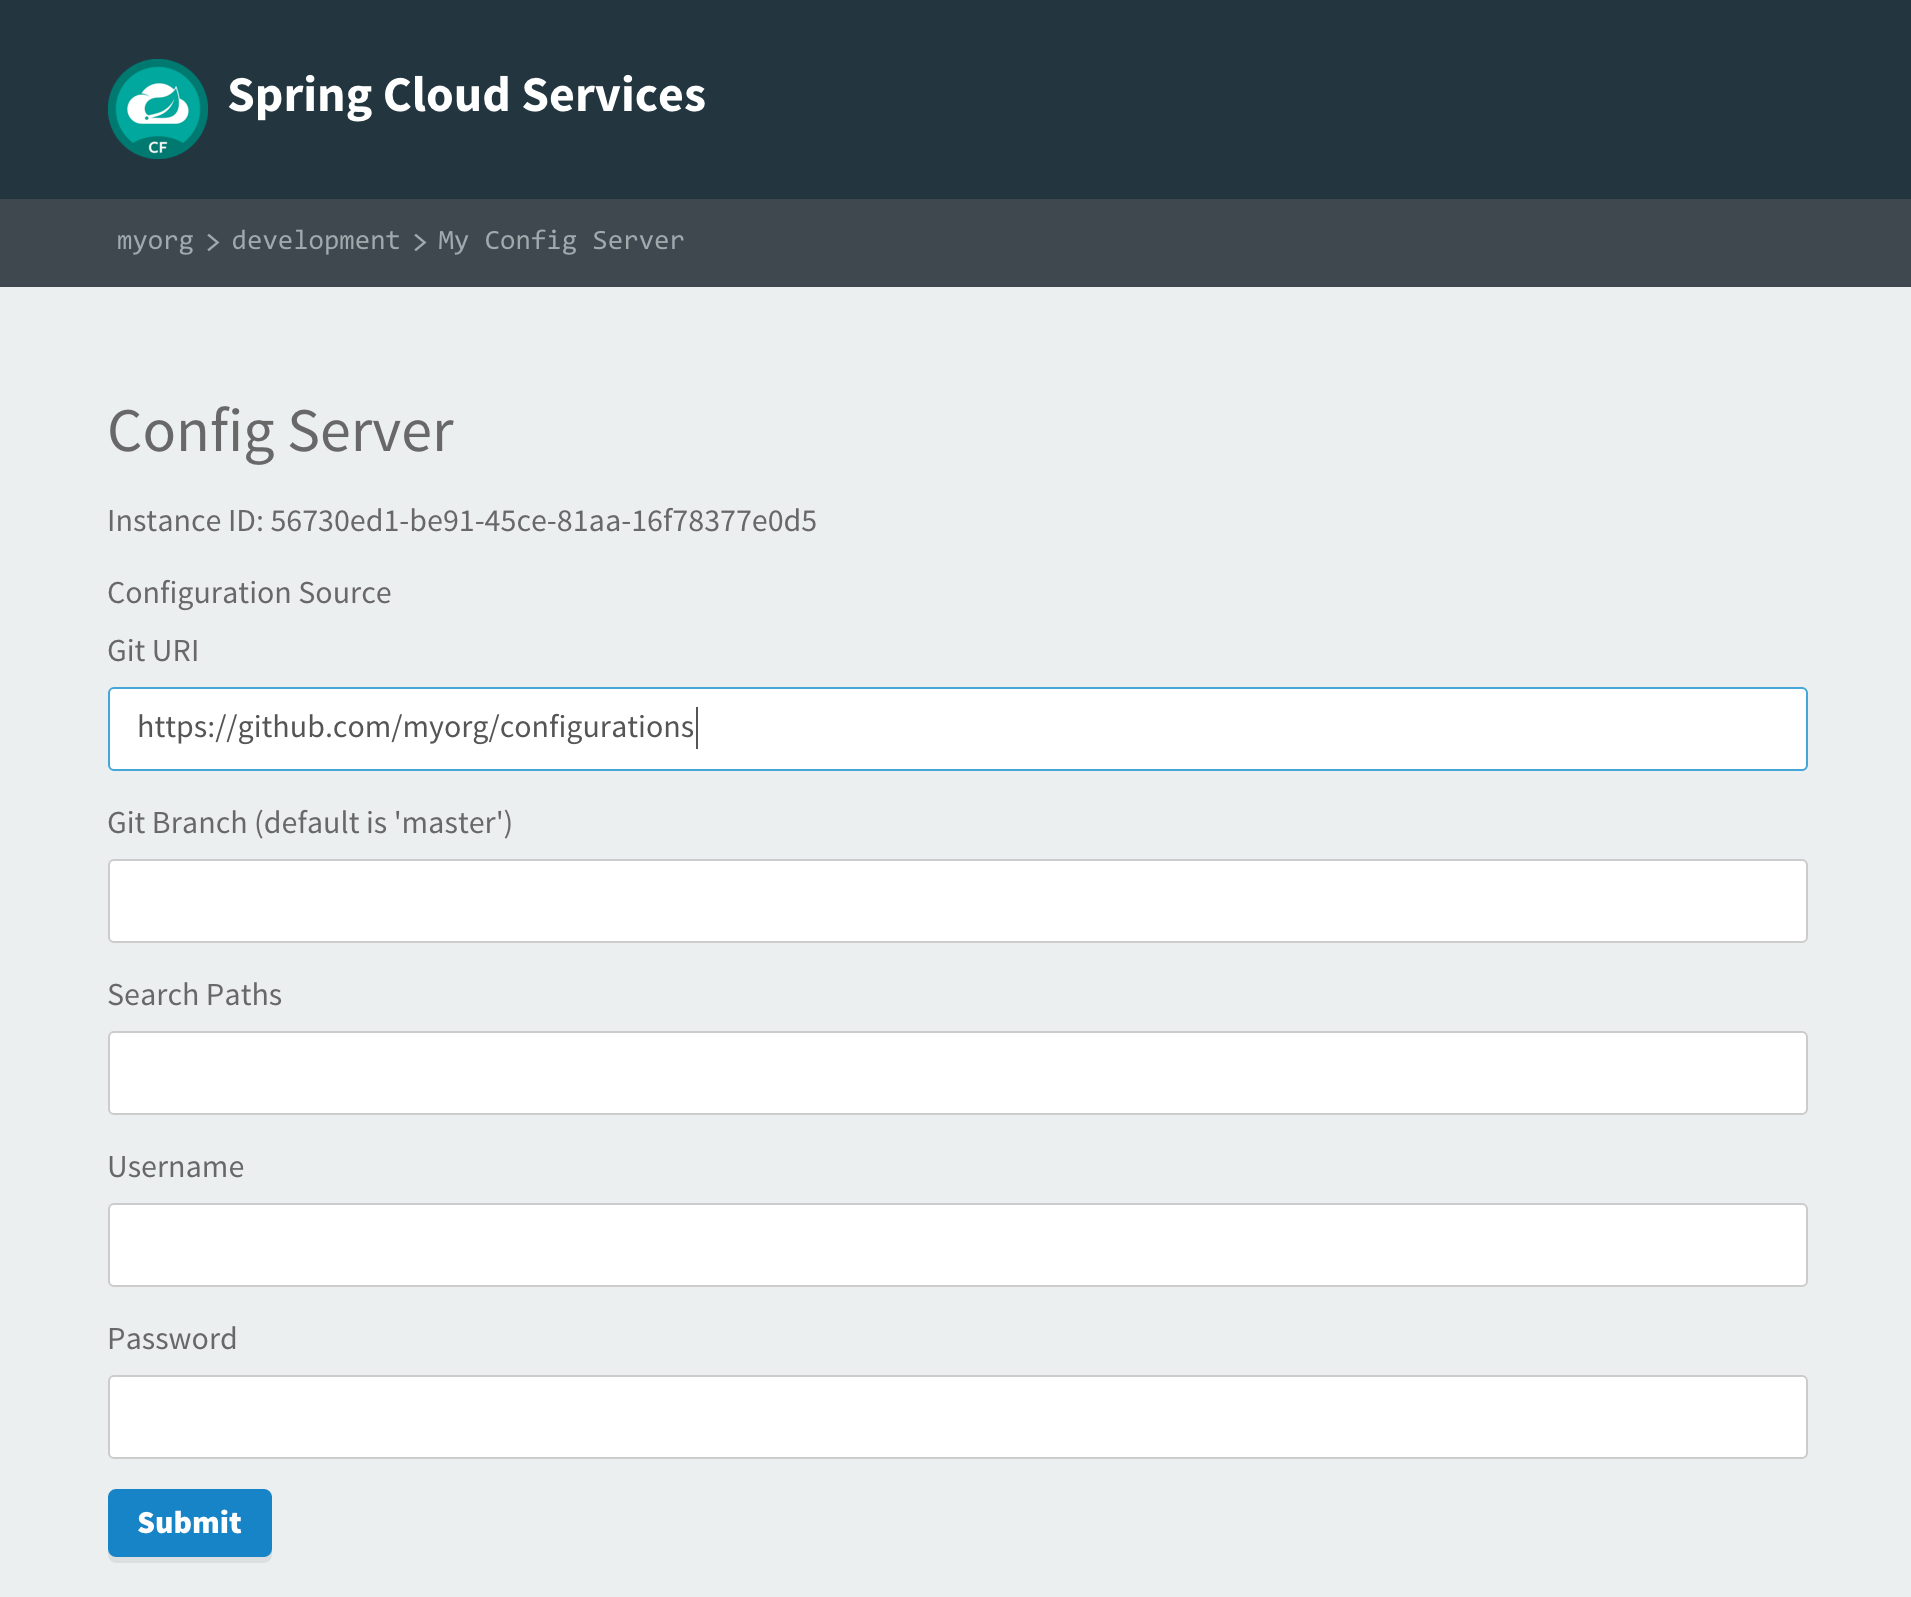 Spring Cloud Services
CF
myorg > development > My Config Server
Config Server
Instance ID: 56730ed1-be91-45ce-81aa-16f78377e0d5
Configuration Source
Git URI
https://github.com/myorg/configurations
Git Branch (default is 'master')
Search Paths
Username
Password
Submit